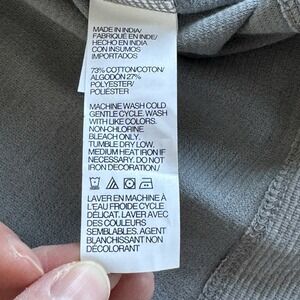 MADE IN INDIA/
FABRIQUÉ EN INDE/
HECHO EN INDIA
CON INSUMOS
IMPORTADOS
73% COTTON/COTON/
ALGODÓN 27%
POLYESTER/
POLIÉSTER
MACHINE WASH COLD
GENTLE CYCLE. WASH
WITH LIKE COLORS.
NON-CHLORINE
BLEACH ONLY.
TUMBLE DRY LOW.
MEDIUM HEAT IRON IF
NECESSARY. DO NOT
IRON DECORATION/
LAVER EN MACHINE À
L'EAU FROIDE CYCLE
DÉLICAT. LAVER AVEC
DES COULEURS
SIMILAIRES. AGENT
BLANCHISSANT NON
DÉCOLORANT